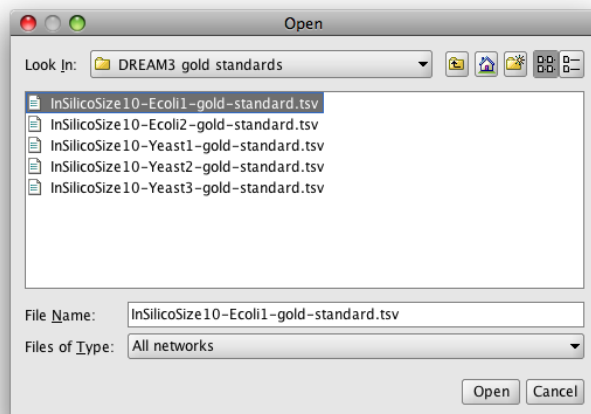 Open
Look In: DREAM3 gold standards
InSilicoSize10-Ecoli1-gold-standard.tsv
InSilicoSize10-Ecoli2-gold-standard.tsv
InSilicoSize10-Yeast1-gold-standard.tsv
InSilicoSize10-Yeast2-gold-standard.tsv
InSilicoSize10-Yeast3-gold-standard.tsv
File Name: InSilicoSize10-Ecoli1-gold-standard.tsv
Files of Type: All networks
Open Cancel